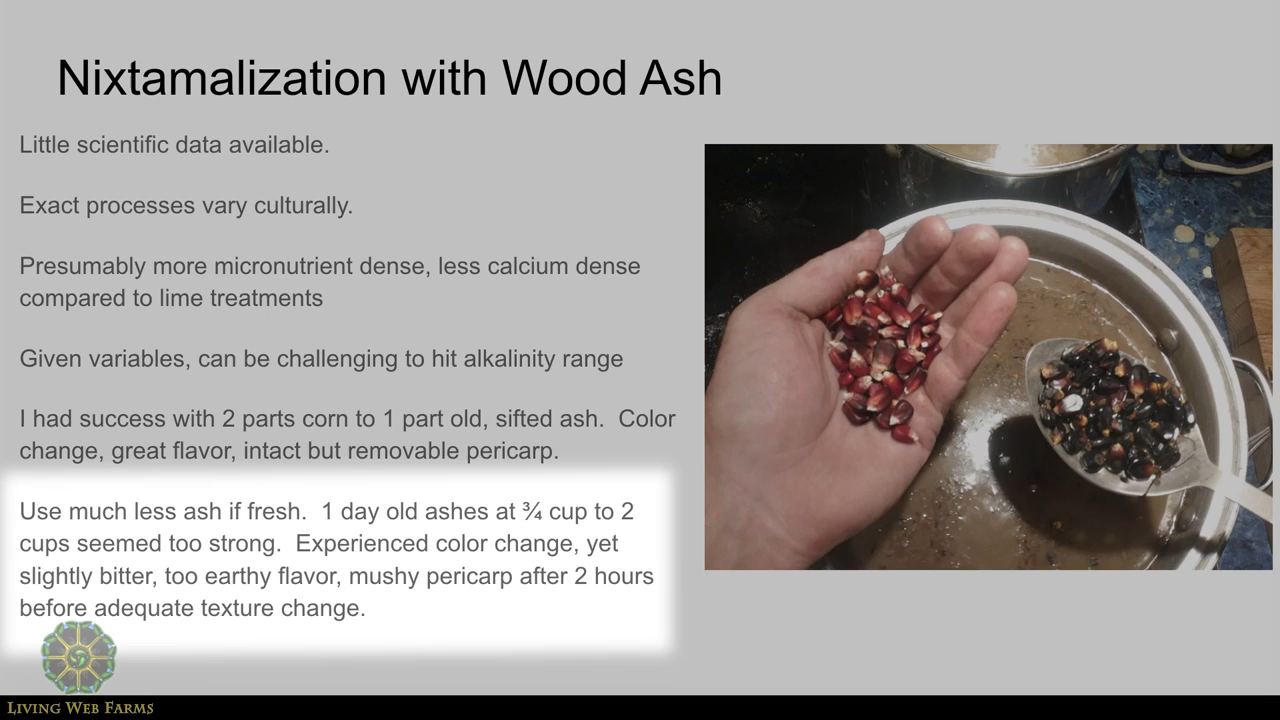 Nixtamalization with Wood Ash
Little scientific data available.
Exact processes vary culturally.
Presumably more micronutrient dense, less calcium dense
compared to lime treatments
Given variables, can be challenging to hit alkalinity range
I had success with 2 parts corn to 1 part old, sifted ash.  Color
change, great flavor, intact but removable pericarp.
Use much less ash if fresh.  1 day old ashes at ¾ cup to 2
cups seemed too strong.  Experienced color change, yet
slightly bitter, too earthy flavor, mushy pericarp after 2 hours
before adequate texture change.
LIVING WEB FARMS